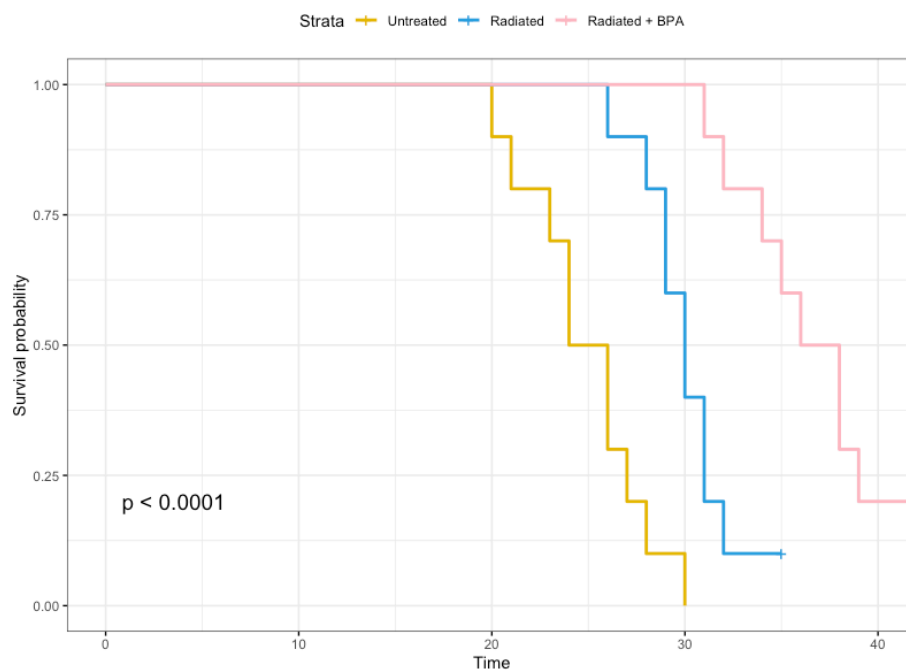 Strata Untreated Radiated Radiated + BPA
1.00
0.75
0.50
0.25
0.00
Survival probability
p < 0.0001
0 10 20 30 40
Time